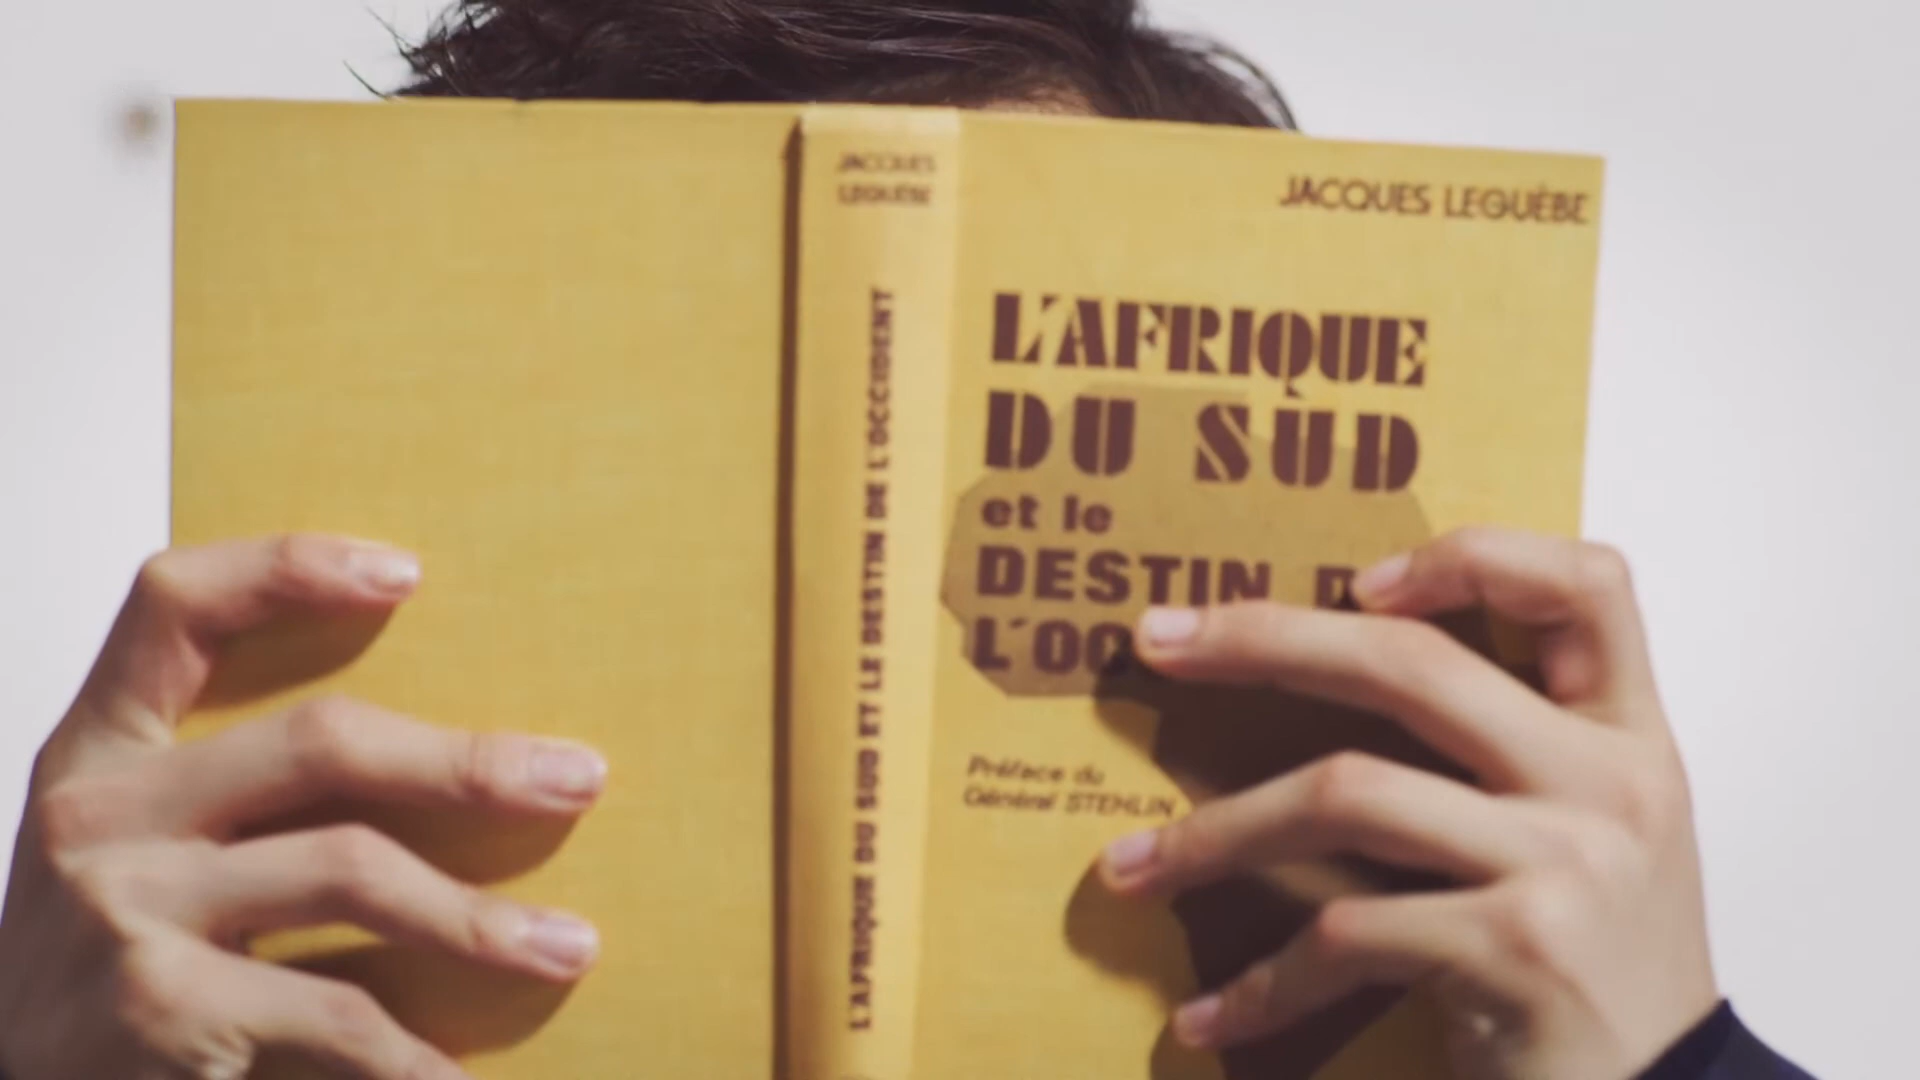 JACQUES
LEGUÈBE
L'AFRIQUE DU SUD ET LE DESTIN DE L'OCCIDENT
JACQUES LEGUÈBE
L'AFRIQUE
DU SUD
et le
DESTIN
Préface du
Général STEHLIN